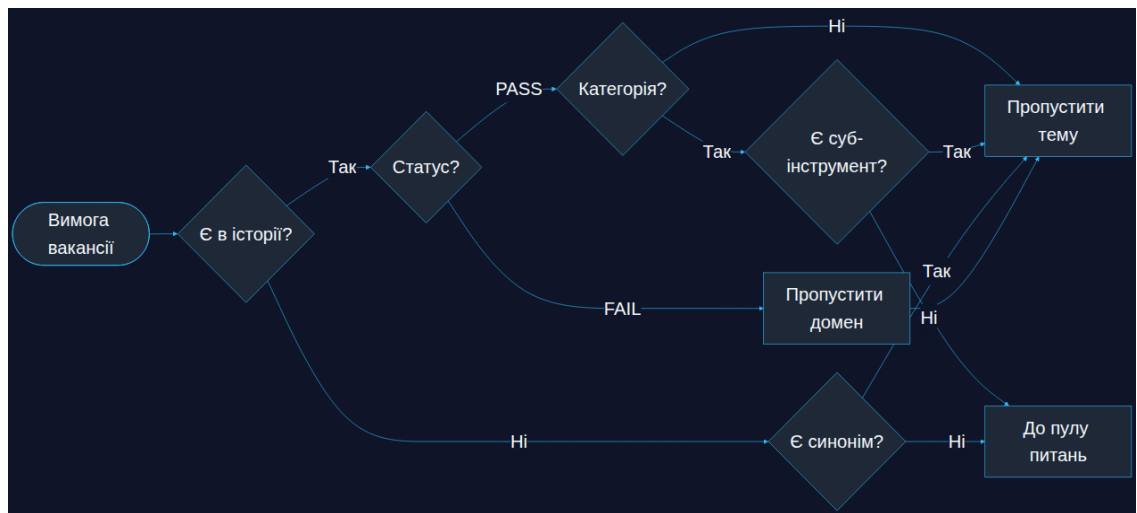 Вимога
вакансії
Є в історії?
Так
Статус?
PASS
Категорія?
Ні
Так
Є суб-
інструмент?
Так
Пропустити
тему
FAIL
Пропустити
домен
Так
Ні
Ні
Є синонім?
Ні
До пулу
питань